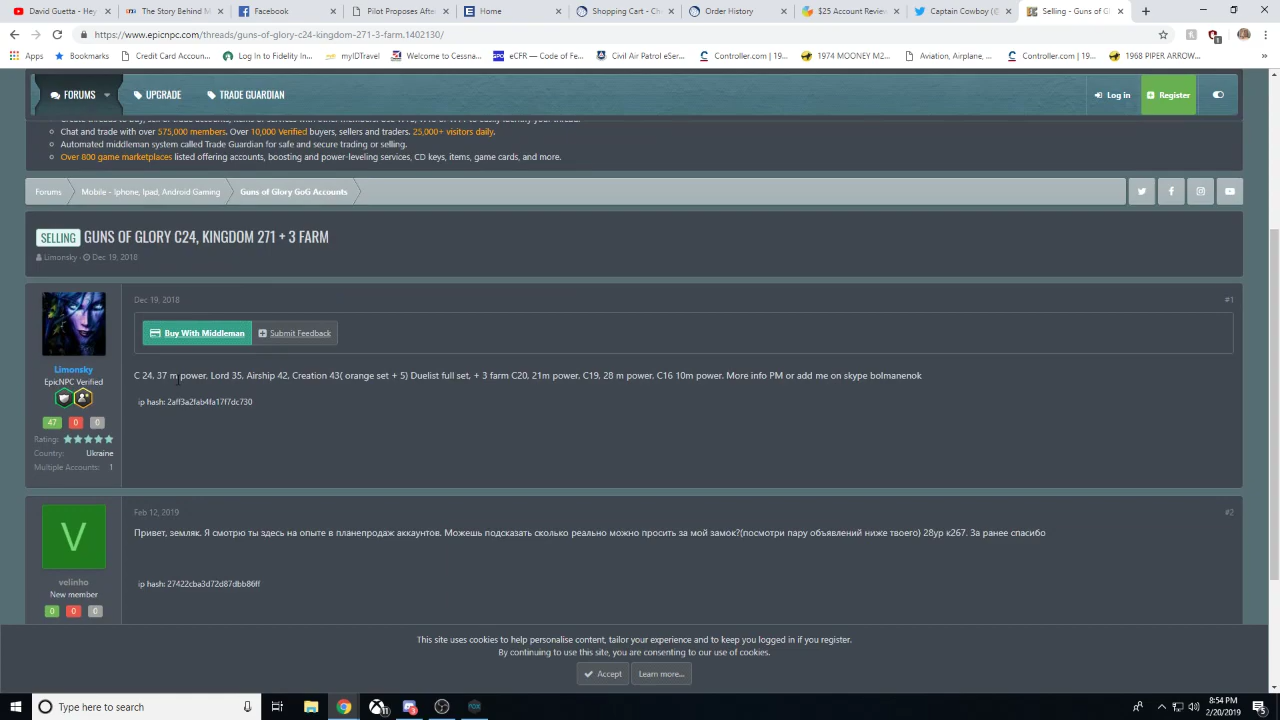 David Guetta - Hey
The Story Behind M
Facebook
Pilot Proposes After
Home
Shopping Cart - Che
Order History
$25 Account Review
Captain Cowboy (@
Selling - Guns of Gl
https://www.epicnpc.com/threads/guns-of-glory-c24-kingdom-271-3-farm.1402130/
Apps
Bookmarks
Credit Card Accoun...
Log In to Hangouts
myIDTravel
Welcome to Cessna...
eCFR — Code of Fe...
Civil Air Patrol eSer...
Controller.com | 19...
1974 MOONEY M2...
Aviation, Airplane, ...
Controller.com | 19...
1968 PIPER ARROW...
FORUMS
UPGRADE
TRADE GUARDIAN
Log in
Register
Chat and trade with over 575,000 members. Over 10,000 Verified buyers, sellers and traders. 25,000+ visitors daily.
Automated middleman system called Trade Guardian for safe and secure trading or selling.
Over 800 game marketplaces listed offering accounts, boosting and power-leveling services, CD keys, items, game cards, and more.
Forums
Mobile - Iphone, Ipad, Android Gaming
Guns of Glory GoG Accounts
SELLING GUNS OF GLORY C24, KINGDOM 271 + 3 FARM
Limonsky · Dec 19, 2018
Dec 19, 2018
#1
Buy With Middleman
Submit Feedback
C 24, 37 m power, Lord 35, Airship 42, Creation 43( orange set + 5) Duelist full set, + 3 farm C20, 21m power, C19, 28 m power, C16 10m power. More info PM or add me on skype bolmanenok
ip hash: 2aff3a2fab4fa17f7dc730
Limonsky
EpicNPC Verified
47 0 0
Rating:
Country: Ukraine
Multiple Accounts: 1
Feb 12, 2019
#2
Привет, земляк. Я смотрю ты здесь на опыте в планепродаж аккаунтов. Можешь подсказать сколько реально можно просить за мой замок?(посмотри пару объявлений ниже твоего) 28ур к267. За ранее спасибо
ip hash: 27422cba3d72d87dbb86ff
V
velinho
New member
0 0 0
This site uses cookies to help personalise content, tailor your experience and to keep you logged in if you register.
By continuing to use this site, you are consenting to our use of cookies.
Accept
Learn more...
Type here to search
8:54 PM
2/20/2019